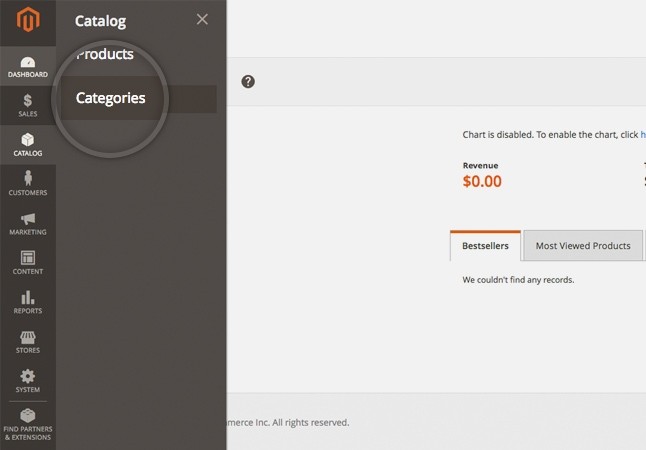 Catalog
Products
Categories
DASHBOARD
SALES
CATALOG
CUSTOMERS
MARKETING
CONTENT
REPORTS
STORES
SYSTEM
FIND PARTNERS
& EXTENSIONS
?
Chart is disabled. To enable the chart, click
Revenue
$0.00
Bestsellers
Most Viewed Products
We couldn't find any records.
merce Inc. All rights reserved.